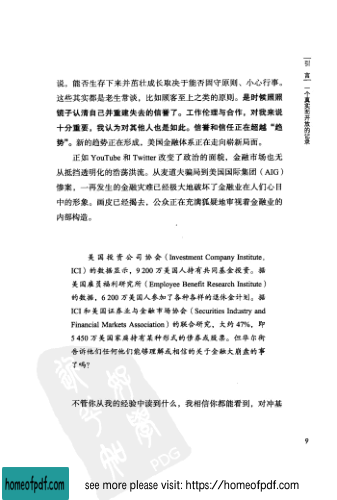 引 言 一个真实而开放的记录
说，能否生存下来并茁壮成长取决于能否固守原则、小心行事。
这些其实都是老生常谈，比如顾客至上之类的原则。是时候照照
镜子认清自己并重建失去的信誉了。工作伦理与合作，对我来说
十分重要，我认为对其他人也是如此。信誉和信任正在超越“趋
势”。新的趋势正在形成，美国金融体系正在走向崭新局面。
正如 YouTube 和 Twitter 改变了政治的面貌，金融市场也无
从抵挡透明化的浩荡洪流。从麦道夫骗局到美国国际集团（AIG）
惨案，一再发生的金融灾难已经极大地破坏了金融业在人们心目
中的形象。画皮已经揭去，公众正在充满狐疑地审视着金融业的
内部构造。
美国投资公司协会（Investment Company Institute，
ICI）的数据显示，9 200 万美国人持有共同基金投资。据
美国雇员福利研究所（Employee Benefit Research Institute）
的数据，6 200 万美国人参加了各种各样的退休金计划。据
ICI 和美国证券业与金融市场协会（Securities Industry and
Financial Markets Association）的联合研究，大约 47%，即
5 450 万美国家庭持有某种形式的债券或股票。但华尔街
告诉他们任何他们能够理解或相信的关于金融大崩盘的事
了吗？
不管你从我的经验中读到什么，我相信你都能看到，对冲基
9
PDG
homeofpdf.com
see more please visit: https://homeofpdf.com